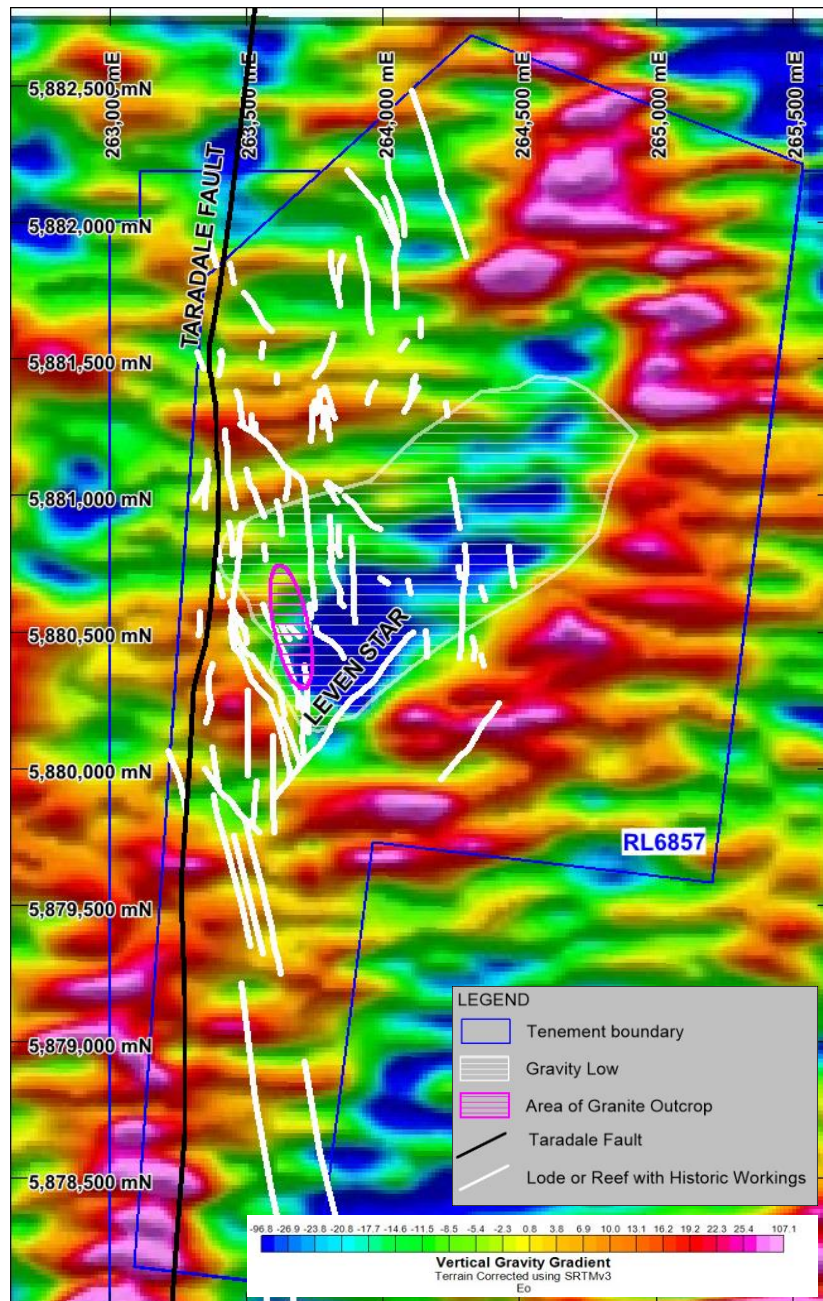 263,000 mE
263,500 mE
264,000 mE
264,500 mE
265,000 mE
265,500 mE
5,882,500 mN
TARADALE FAULT
5,882,000 mN
5,881,500 mN
5,881,000 mN
5,880,500 mN
LEVEN STAR
5,880,000 mN
RL6857
5,879,500 mN
5,879,000 mN
5,878,500 mN
LEGEND
Tenement boundary
Gravity Low
Area of Granite Outcrop
Taradale Fault
Lode or Reef with Historic Workings
-96.8 -26.9 -23.8 -20.8 -17.7 -14.6 -11.5 -8.5 -5.4 -2.3 0.8 3.8 6.9 10.0 13.1 16.2 19.2 22.3 25.4 107.1
Vertical Gravity Gradient
Terrain Corrected using SRTMv3
Eo